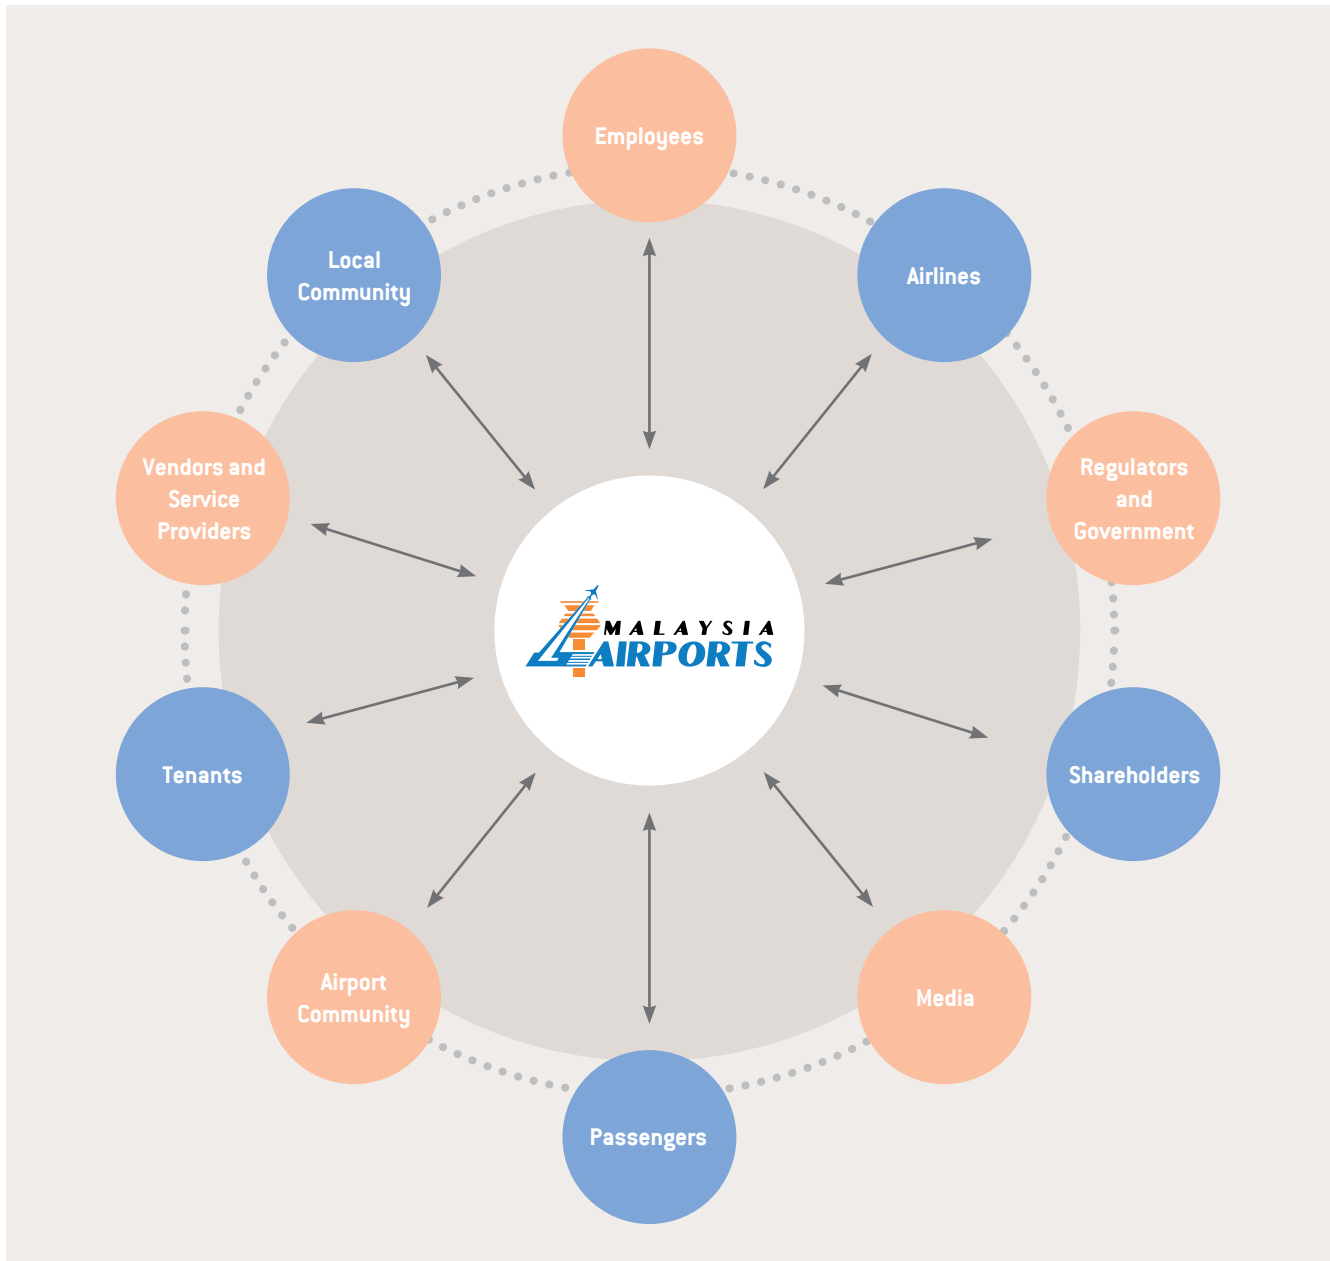 Employees
Airlines
Regulators
and
Government
Shareholders
Media
Passengers
Airport
Community
Tenants
Vendors and
Service
Providers
Local
Community
MALAYSIA
AIRPORTS